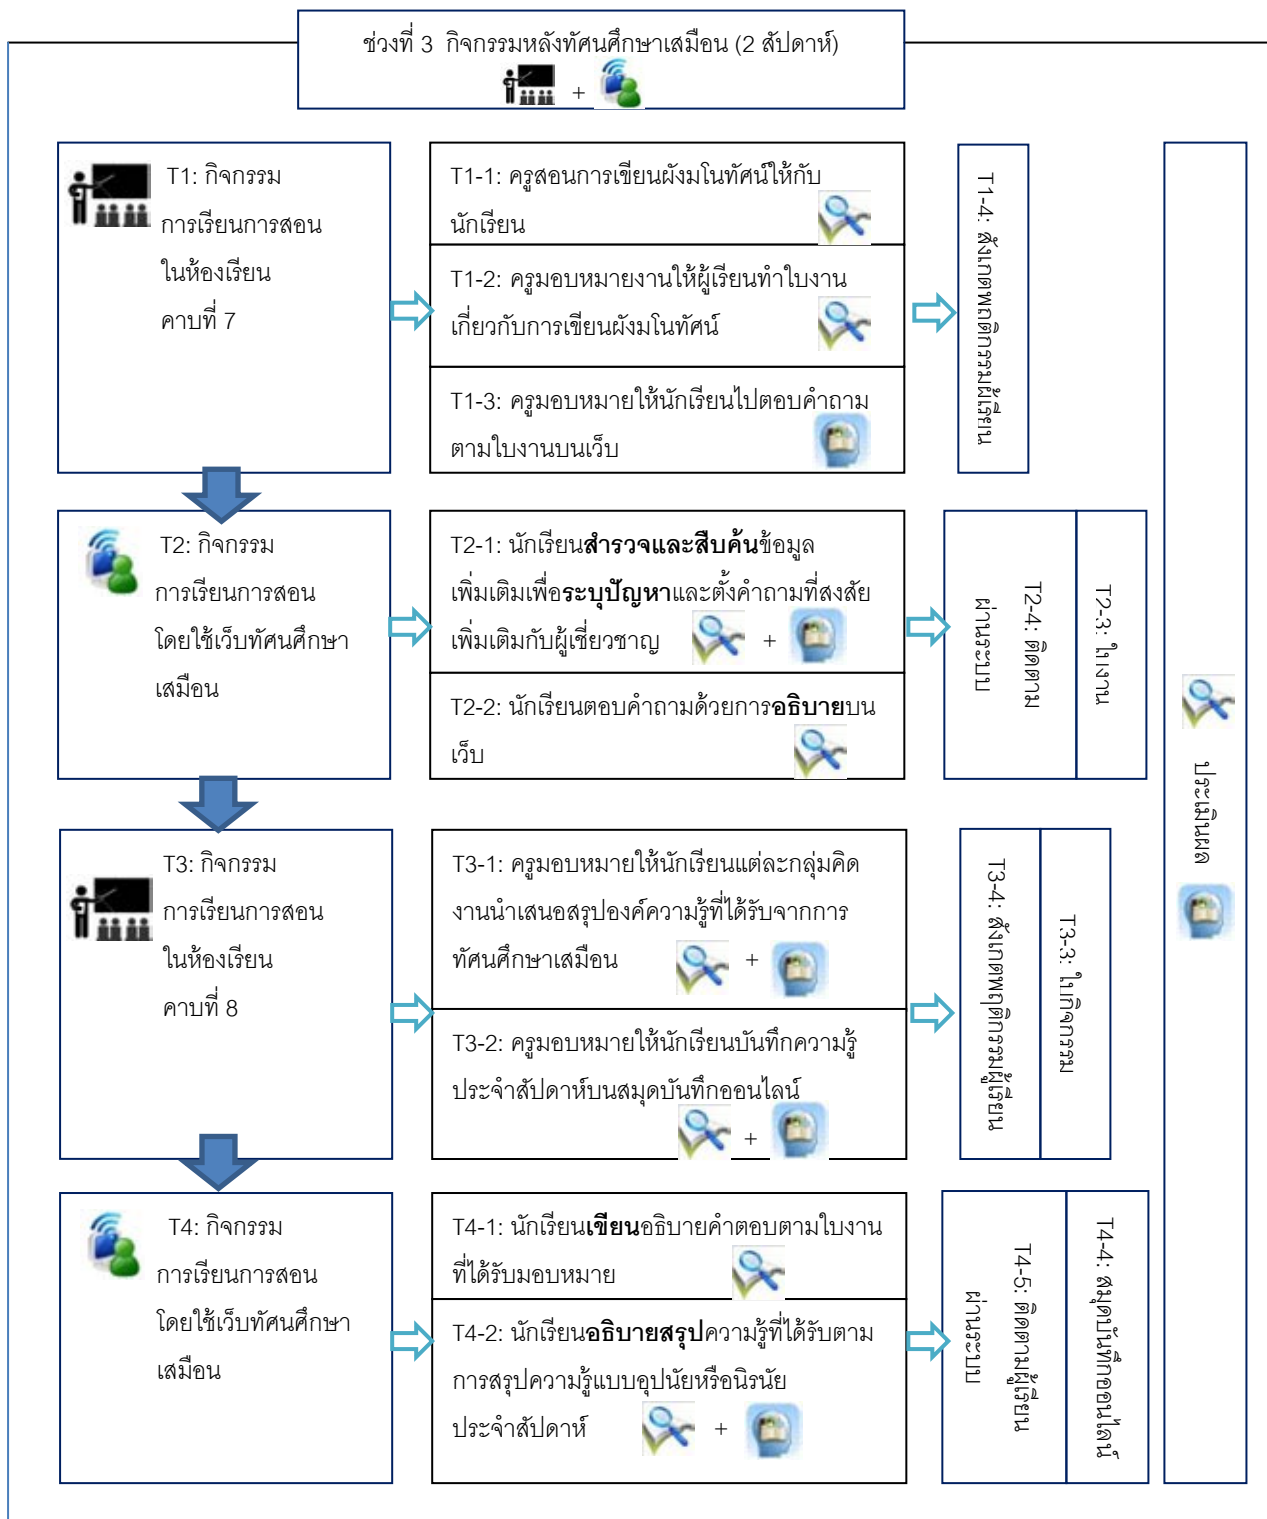 ช่วงที่ 3 กิจกรรมหลังทัศนศึกษาเสมือน (2 สัปดาห์)
+
T1: กิจกรรม
การเรียนการสอน
ในห้องเรียน
คาบที่ 7
T1-1: ครูสอนการเขียนผังมโนทัศน์ให้กับ
นักเรียน
T1-2: ครูมอบหมายงานให้ผู้เรียนทำใบงาน
เกี่ยวกับการเขียนผังมโนทัศน์
T1-3: ครูมอบหมายให้นักเรียนไปตอบคำถาม
ตามใบงานบนเว็บ
T1-4: สังเกตพฤติกรรมผู้เรียน
T2: กิจกรรม
การเรียนการสอน
โดยใช้เว็บทัศนศึกษา
เสมือน
T2-1: นักเรียนสำรวจและสืบค้นข้อมูล
เพิ่มเติมเพื่อระบุปัญหาและตั้งคำถามที่สงสัย
เพิ่มเติมกับผู้เชี่ยวชาญ +
T2-2: นักเรียนตอบคำถามด้วยการอธิบายบน
เว็บ
T2-3: ใบงาน
T2-4: ติดตาม
ผ่านระบบ
T3: กิจกรรม
การเรียนการสอน
ในห้องเรียน
คาบที่ 8
T3-1: ครูมอบหมายให้นักเรียนแต่ละกลุ่มคิด
งานนำเสนอสรุปองค์ความรู้ที่ได้รับจากการ
ทัศนศึกษาเสมือน +
T3-2: ครูมอบหมายให้นักเรียนบันทึกความรู้
ประจำสัปดาห์บนสมุดบันทึกออนไลน์
+
T3-3: ใบกิจกรรม
T3-4: สังเกตพฤติกรรมผู้เรียน
T4: กิจกรรม
การเรียนการสอน
โดยใช้เว็บทัศนศึกษา
เสมือน
T4-1: นักเรียนเขียนอธิบายคำตอบตามใบงาน
ที่ได้รับมอบหมาย
T4-2: นักเรียนอธิบายสรุปความรู้ที่ได้รับตาม
การสรุปความรู้แบบอุปนัยหรือนิรนัย
ประจำสัปดาห์ +
T4-4: สมุดบันทึกออนไลน์
T4-5: ติดตามผู้เรียน
ผ่านระบบ
ประเมินผล